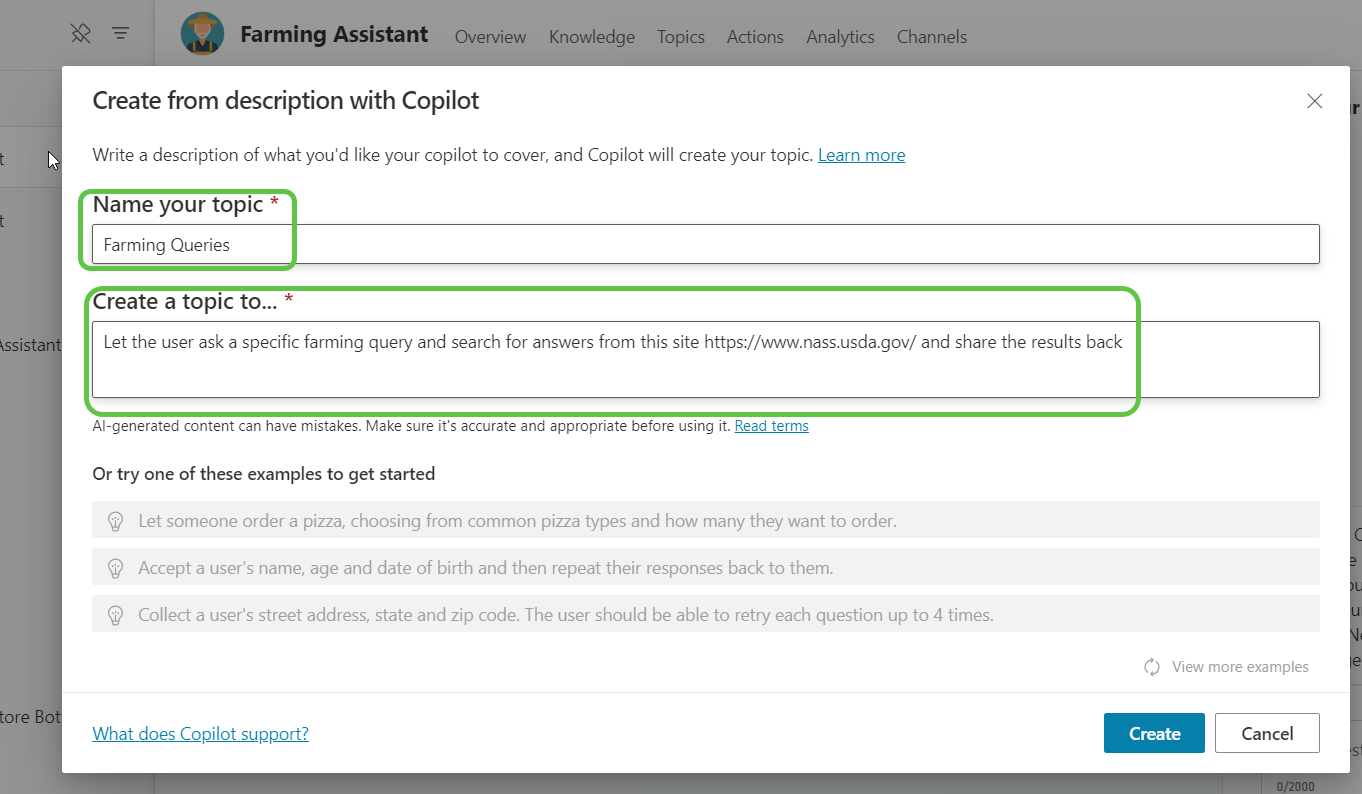 Farming Assistant Overview Knowledge Topics Actions Analytics Channels
Create from description with Copilot
Write a description of what you'd like your copilot to cover, and Copilot will create your topic. Learn more
Name your topic *
Farming Queries
Create a topic to... *
Let the user ask a specific farming query and search for answers from this site https://www.nass.usda.gov/ and share the results back
AI-generated content can have mistakes. Make sure it's accurate and appropriate before using it. Read terms
Or try one of these examples to get started
Let someone order a pizza, choosing from common pizza types and how many they want to order.
Accept a user's name, age and date of birth and then repeat their responses back to them.
Collect a user's street address, state and zip code. The user should be able to retry each question up to 4 times.
View more examples
What does Copilot support?
Create Cancel
Assistant
tore Bot
0/2000